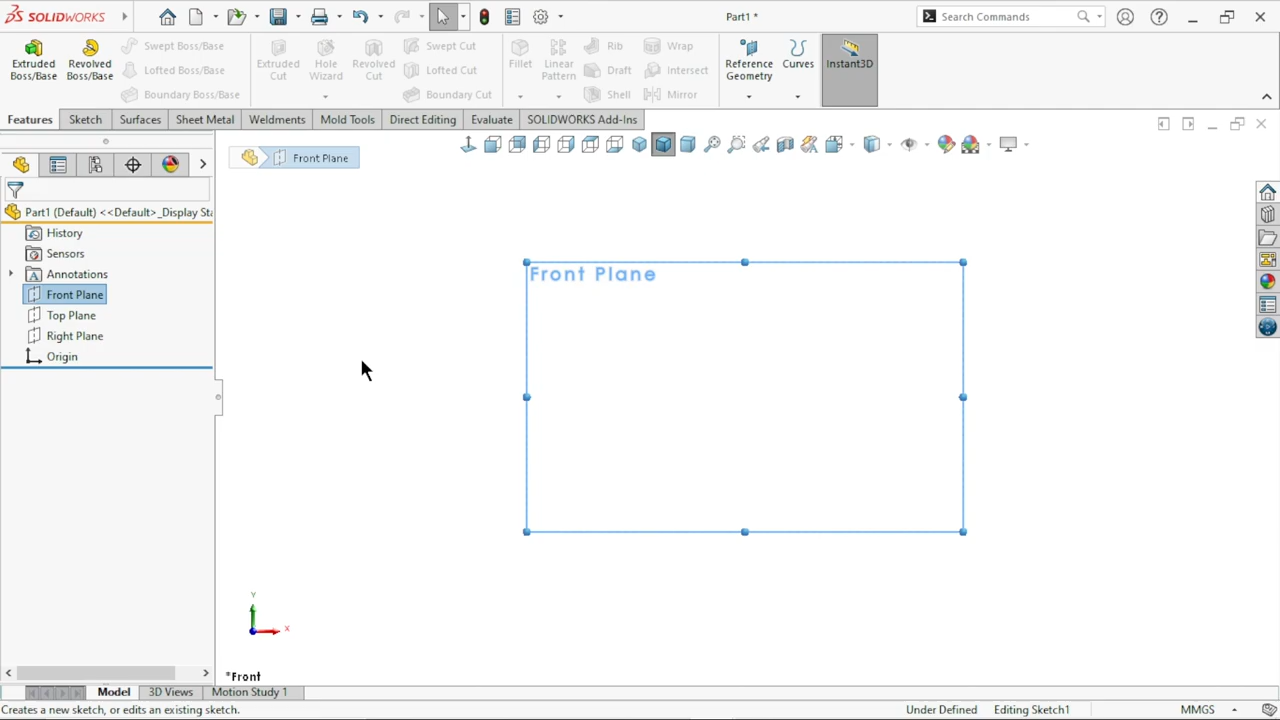 SOLIDWORKS
Part1 *
Search Commands
Extruded Boss/Base
Revolved Boss/Base
Swept Boss/Base
Lofted Boss/Base
Boundary Boss/Base
Extruded Cut
Hole Wizard
Revolved Cut
Swept Cut
Lofted Cut
Boundary Cut
Fillet
Linear Pattern
Rib
Draft
Shell
Wrap
Intersect
Mirror
Reference Geometry
Curves
Instant3D
Features
Sketch
Surfaces
Sheet Metal
Weldments
Mold Tools
Direct Editing
Evaluate
SOLIDWORKS Add-Ins
Front Plane
Part1 (Default) <<Default>_Display Sta
History
Sensors
Annotations
Front Plane
Top Plane
Right Plane
Origin
Front Plane
Y
X
*Front
Model
3D Views
Motion Study 1
Creates a new sketch, or edits an existing sketch.
Under Defined
Editing Sketch1
MMGS